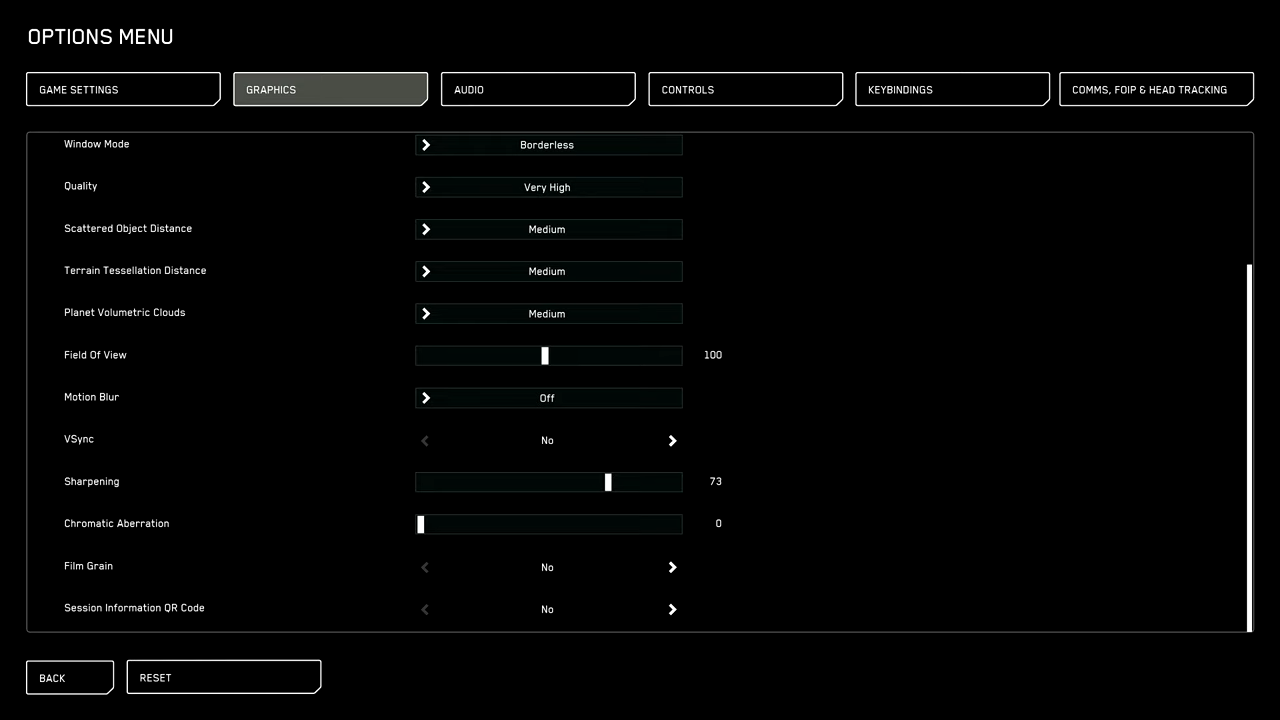 OPTIONS MENU
GAME SETTINGS
GRAPHICS
AUDIO
CONTROLS
KEYBINDINGS
COMMS, FOIP & HEAD TRACKING
Window Mode Borderless
Quality Very High
Scattered Object Distance Medium
Terrain Tessellation Distance Medium
Planet Volumetric Clouds Medium
Field Of View 100
Motion Blur Off
VSync No
Sharpening 73
Chromatic Aberration 0
Film Grain No
Session Information QR Code No
BACK
RESET